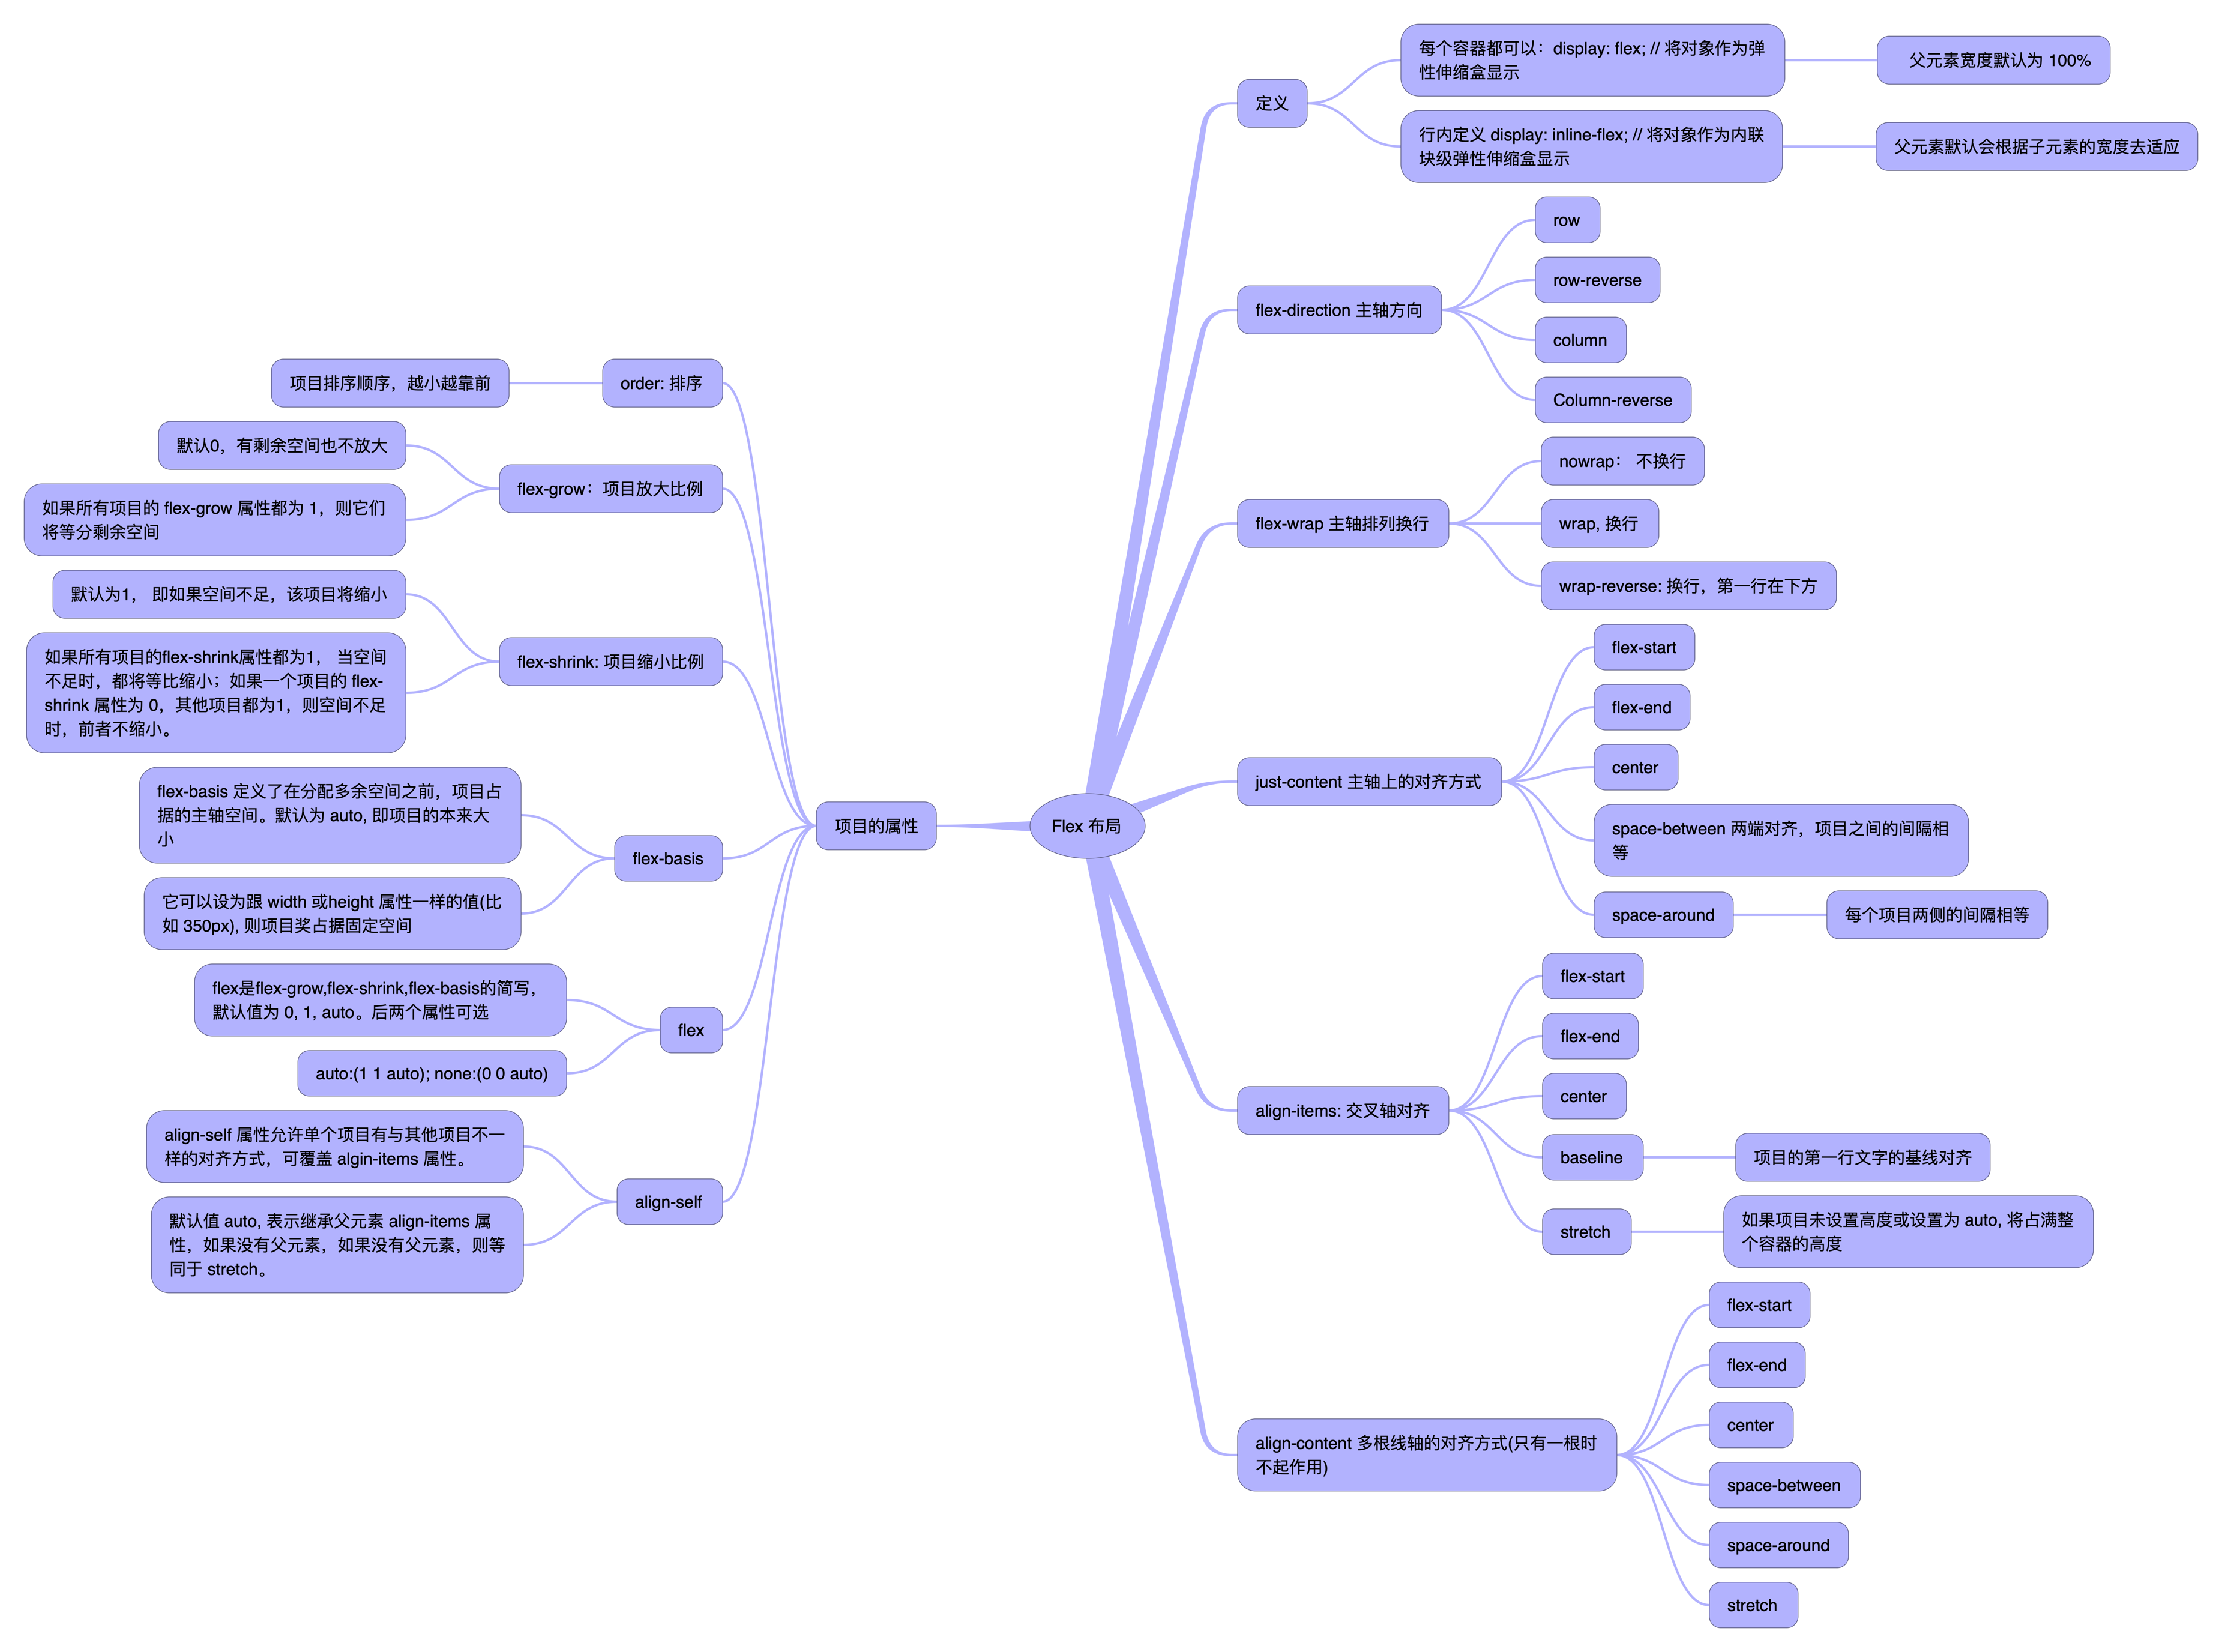 Flex 布局
定义
每个容器都可以：display: flex; // 将对象作为弹
性伸缩盒显示
父元素宽度默认为 100%
行内定义 display: inline-flex; // 将对象作为内联
块级弹性伸缩盒显示
父元素默认会根据子元素的宽度去适应
flex-direction 主轴方向
row
row-reverse
column
Column-reverse
flex-wrap 主轴排列换行
nowrap： 不换行
wrap, 换行
wrap-reverse: 换行，第一行在下方
just-content 主轴上的对齐方式
flex-start
flex-end
center
space-between 两端对齐，项目之间的间隔相
等
space-around
每个项目两侧的间隔相等
align-items: 交叉轴对齐
flex-start
flex-end
center
baseline
项目的第一行文字的基线对齐
stretch
如果项目未设置高度或设置为 auto, 将占满整
个容器的高度
align-content 多根线轴的对齐方式(只有一根时
不起作用)
flex-start
flex-end
center
space-between
space-around
stretch
项目的属性
order: 排序
项目排序顺序，越小越靠前
flex-grow：项目放大比例
默认0，有剩余空间也不放大
如果所有项目的 flex-grow 属性都为 1，则它们
将等分剩余空间
flex-shrink: 项目缩小比例
默认为1， 即如果空间不足，该项目将缩小
如果所有项目的flex-shrink属性都为1， 当空间
不足时，都将等比缩小；如果一个项目的 flex-
shrink 属性为 0，其他项目都为1，则空间不足
时，前者不缩小。
flex-basis
flex-basis 定义了在分配多余空间之前，项目占
据的主轴空间。默认为 auto, 即项目的本来大
小
它可以设为跟 width 或height 属性一样的值(比
如 350px), 则项目奖占据固定空间
flex
flex是flex-grow,flex-shrink,flex-basis的简写，
默认值为 0, 1, auto。后两个属性可选
auto:(1 1 auto); none:(0 0 auto)
align-self
align-self 属性允许单个项目有与其他项目不一
样的对齐方式，可覆盖 algin-items 属性。
默认值 auto, 表示继承父元素 align-items 属
性，如果没有父元素，如果没有父元素，则等
同于 stretch。